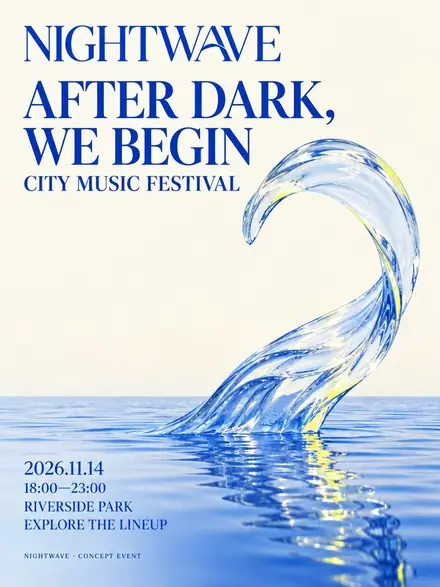 NIGHTWAVE
AFTER DARK,
WE BEGIN
CITY MUSIC FESTIVAL
2026.11.14
18:00—23:00
RIVERSIDE PARK
EXPLORE THE LINEUP
NIGHTWAVE · CONCEPT EVENT